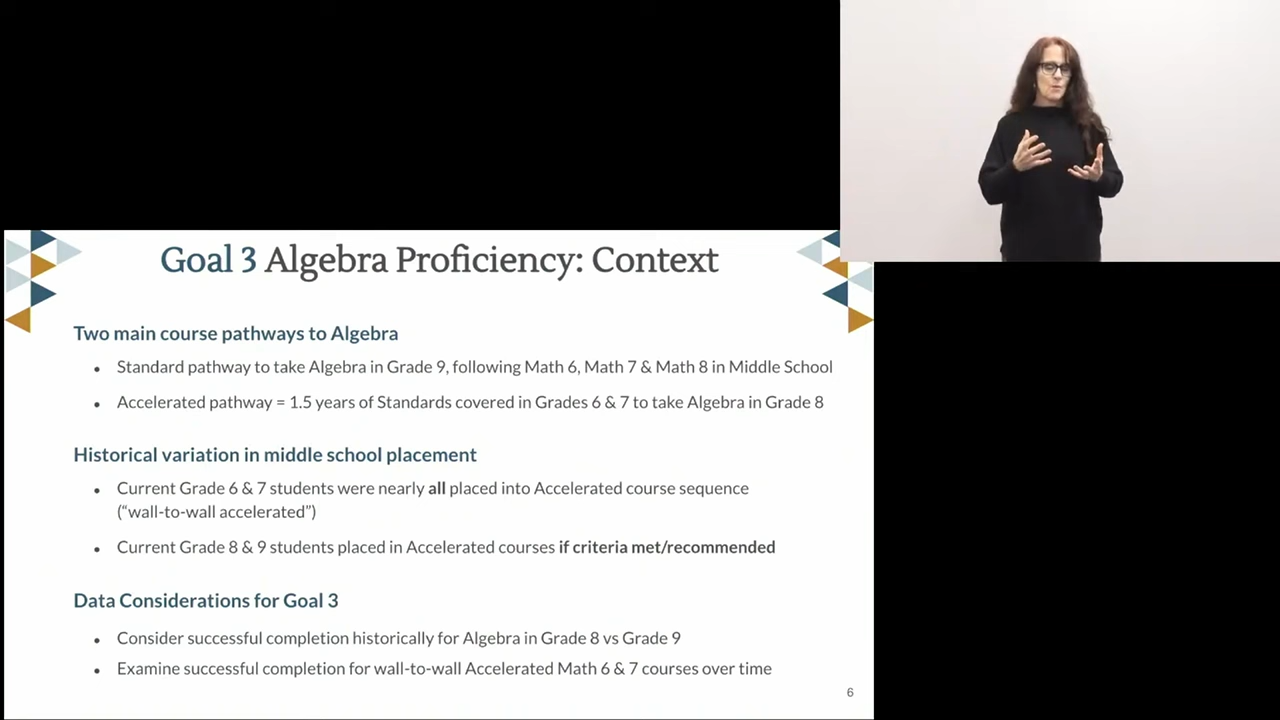 Goal 3 Algebra Proficiency: Context
Two main course pathways to Algebra
• Standard pathway to take Algebra in Grade 9, following Math 6, Math 7 & Math 8 in Middle School
• Accelerated pathway = 1.5 years of Standards covered in Grades 6 & 7 to take Algebra in Grade 8
Historical variation in middle school placement
• Current Grade 6 & 7 students were nearly all placed into Accelerated course sequence
(“wall-to-wall accelerated”)
• Current Grade 8 & 9 students placed in Accelerated courses if criteria met/recommended
Data Considerations for Goal 3
• Consider successful completion historically for Algebra in Grade 8 vs Grade 9
• Examine successful completion for wall-to-wall Accelerated Math 6 & 7 courses over time
6